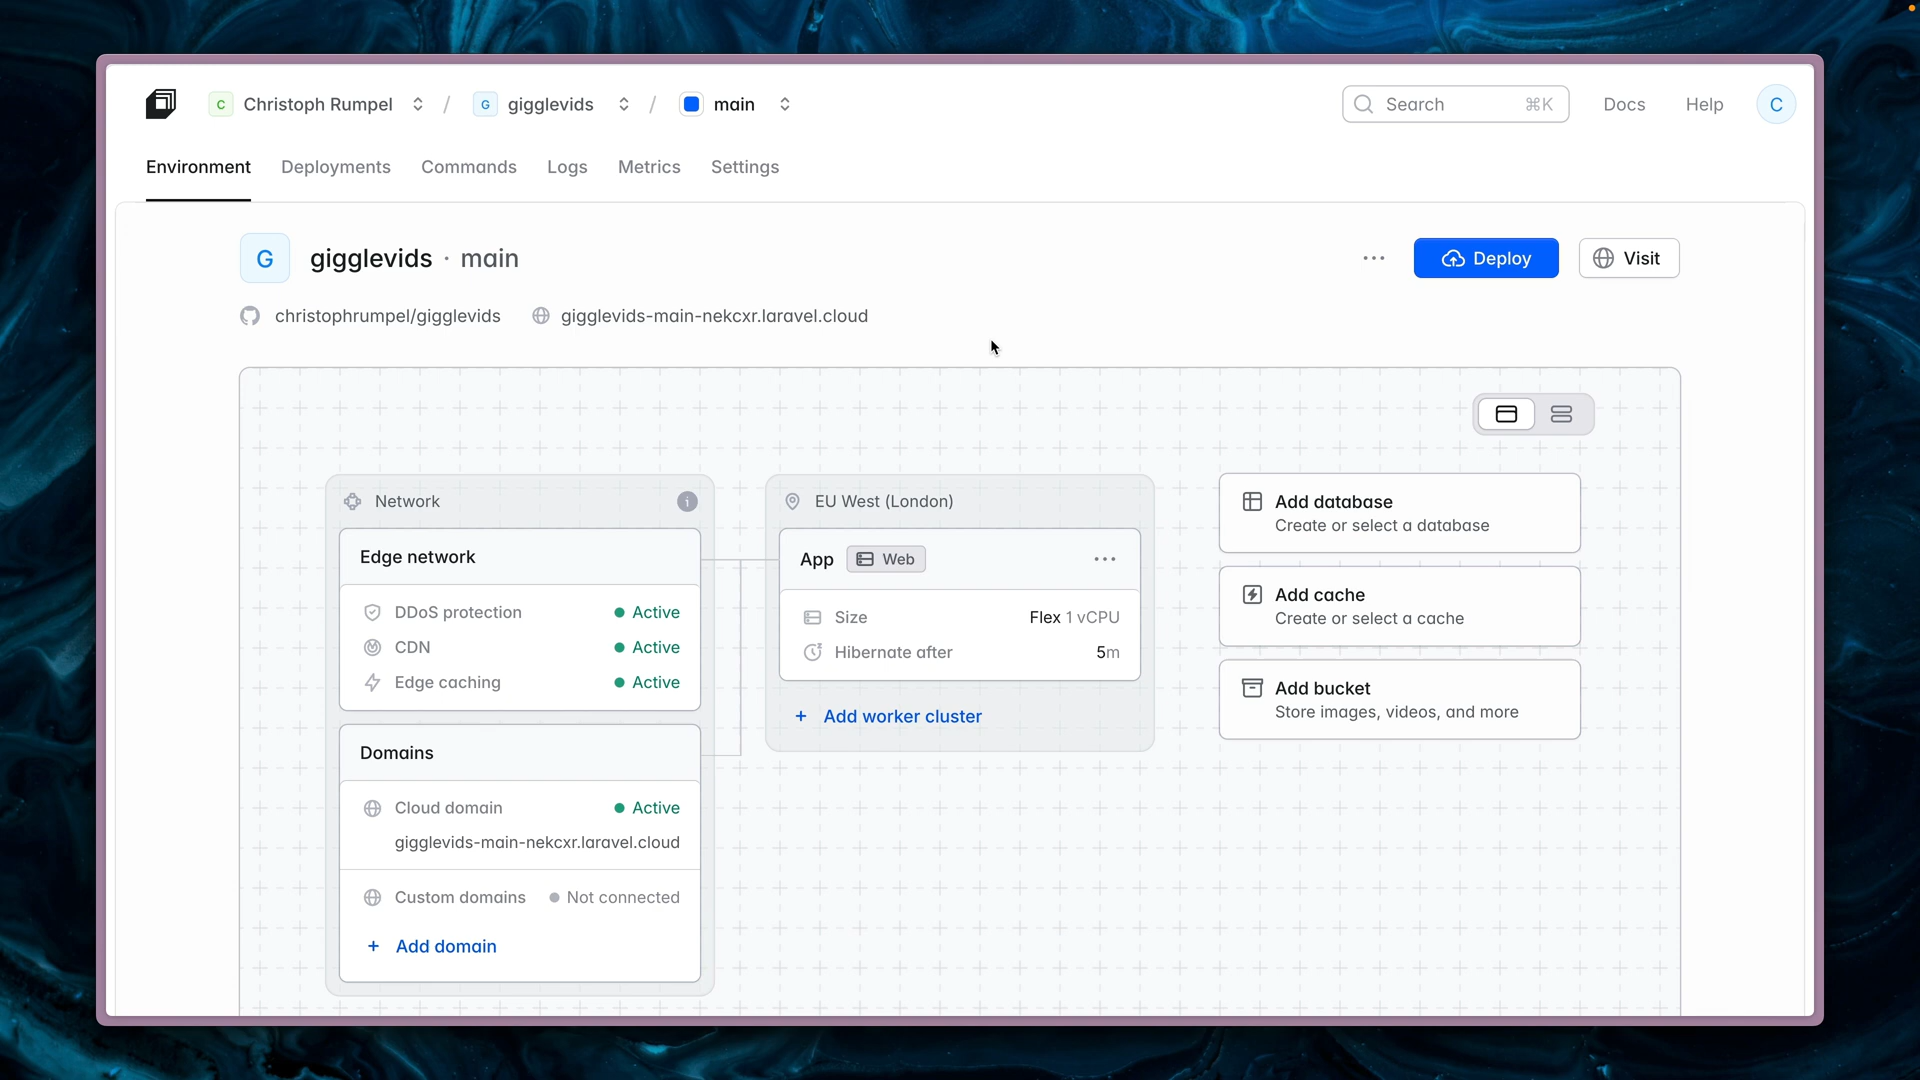 C Christoph Rumpel / G gigglevids / main
Search ⌘K Docs Help C
Environment Deployments Commands Logs Metrics Settings
G gigglevids · main
Deploy Visit
christophrumpel/gigglevids gigglevids-main-nekcxr.laravel.cloud
Network
Edge network
DDoS protection Active
CDN Active
Edge caching Active
Domains
Cloud domain Active
gigglevids-main-nekcxr.laravel.cloud
Custom domains Not connected
+ Add domain
EU West (London)
App Web
Size Flex 1 vCPU
Hibernate after 5m
+ Add worker cluster
Add database
Create or select a database
Add cache
Create or select a cache
Add bucket
Store images, videos, and more